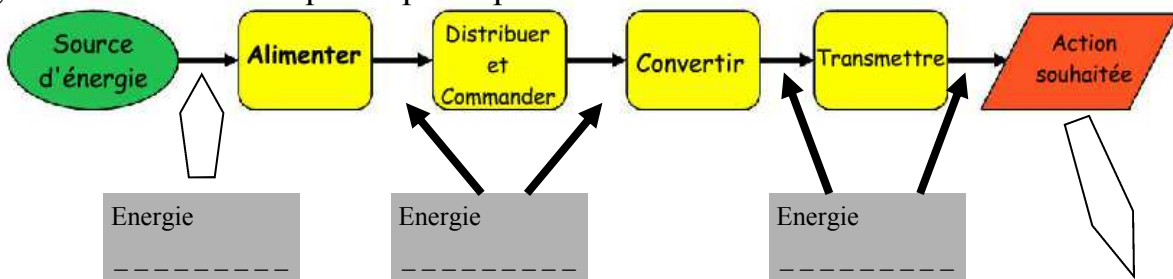 Source
d'énergie
Alimenter
Distribuer
et
Commander
Convertir
Transmettre
Action
souhaitée
Energie
_ _ _ _ _ _ _ _ _
Energie
_ _ _ _ _ _ _ _ _
Energie
_ _ _ _ _ _ _ _ _